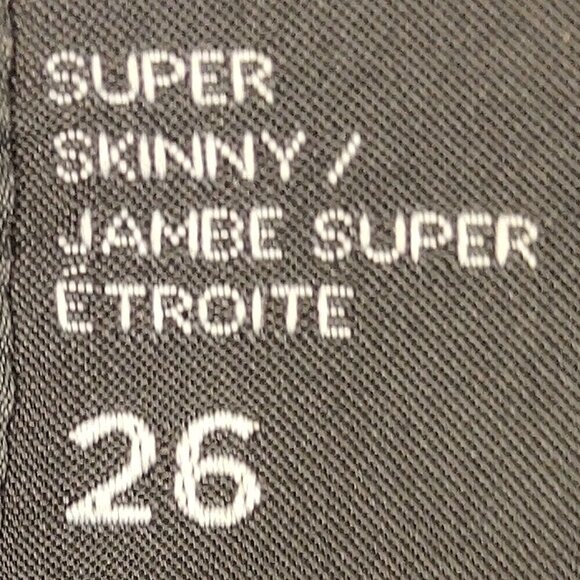 SUPER
SKINNY /
JAMBE SUPER
ÉTROITE
26